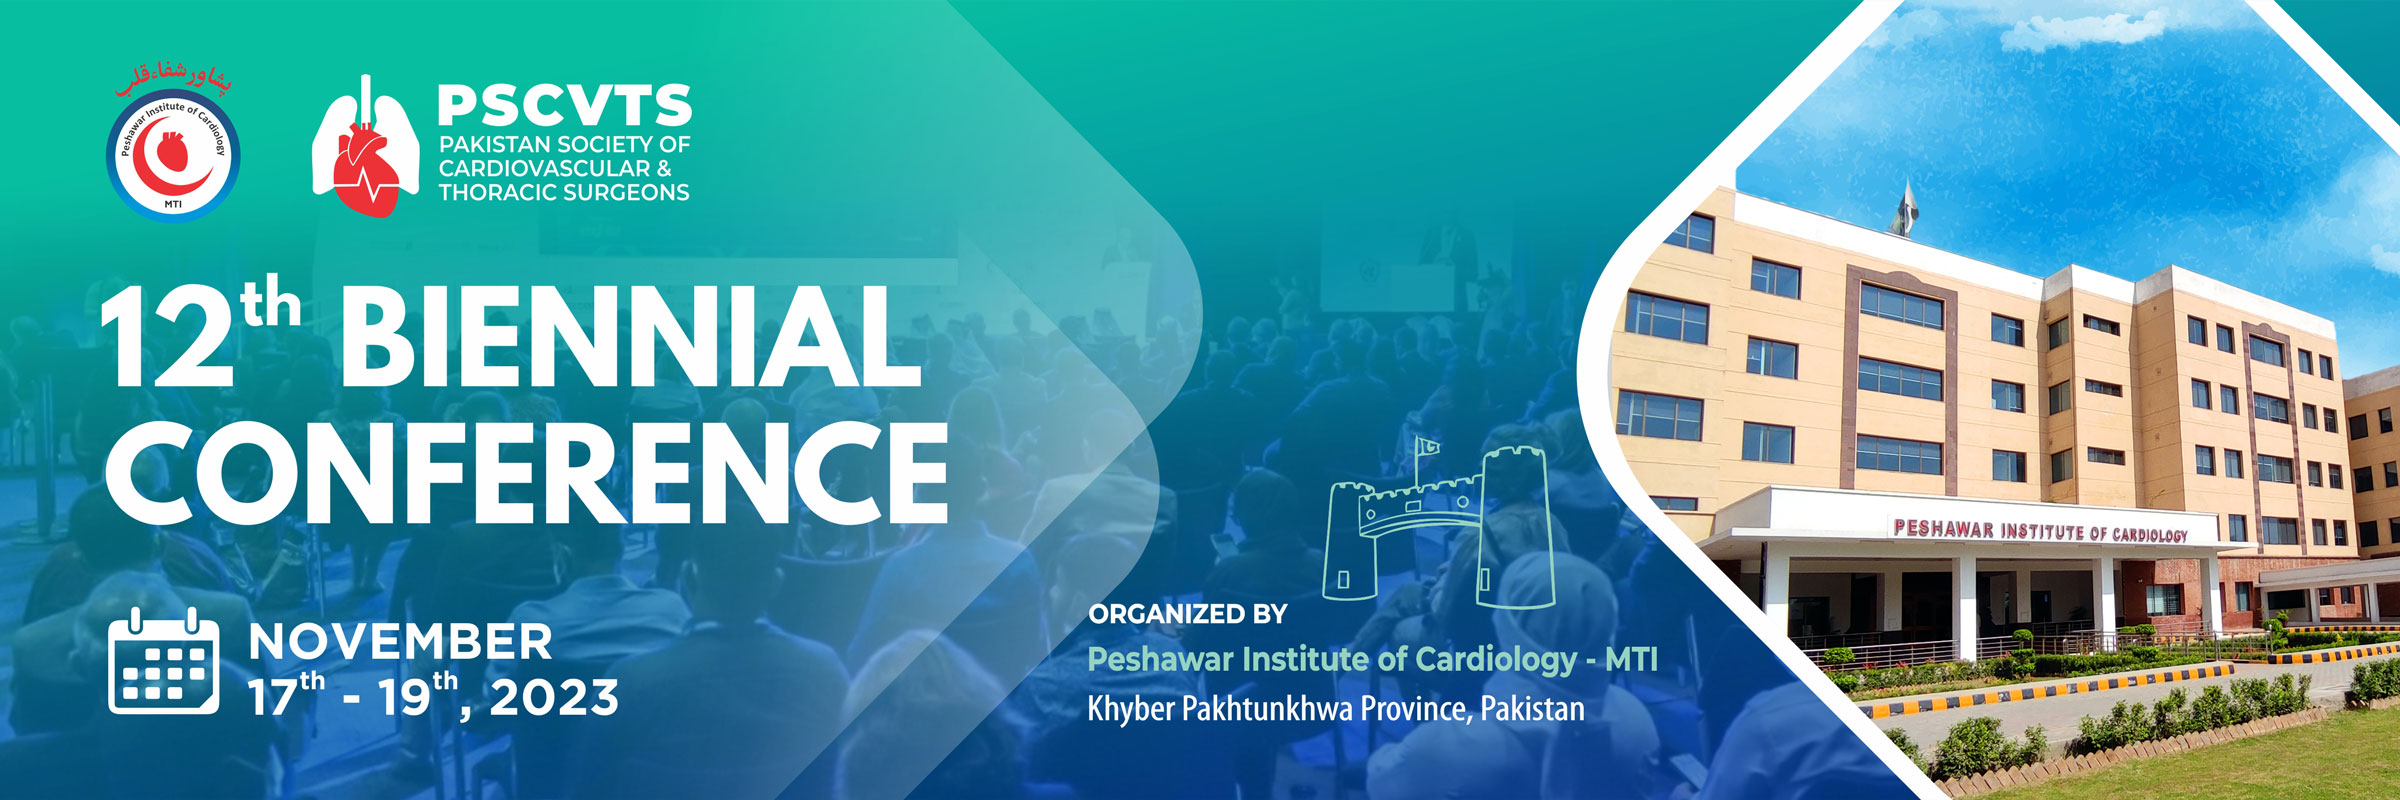 پشاور شفاء قلب
Peshawar Institute of Cardiology
MTI
PSCVTS
PAKISTAN SOCIETY OF
CARDIOVASCULAR &
THORACIC SURGEONS
12th BIENNIAL
CONFERENCE
NOVEMBER
17th - 19th, 2023
ORGANIZED BY
Peshawar Institute of Cardiology - MTI
Khyber Pakhtunkhwa Province, Pakistan
PESHAWAR INSTITUTE OF CARDIOLOGY